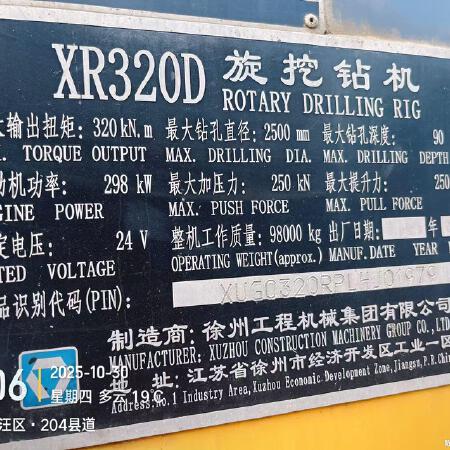 XR320D 旋挖钻机
ROTARY DRILLING RIG
输出扭矩: 320kN.m 最大钻孔直径: 2500 mm 最大钻孔深度: 90
TORQUE OUTPUT MAX. DRILLING DIA. MAX. DRILLING DEPTH
机功率: 298 kW 最大加压力: 250 kN 最大提升力: 250
GINE POWER MAX. PUSH FORCE MAX. PULL FORCE
电压: 24 V 整机工作质量: 98000 kg 出厂日期: 年
TED VOLTAGE OPERATING WEIGHT(approx.) MANUF.DATE YEAR
品识别代码(PIN):
制造商: 徐州工程机械集团有限公司
MANUFACTURER: XUZHOU CONSTRUCTION MACHINERY GROUP CO., LTD
地 址: 江苏省徐州市经济开发区工业一区
Address:No.1 Industry Area, Xuzhou Economic Development Zone, Jiangsu, P.R.
06
2025-10-30
星期四 多云 19℃
汪区·204县道